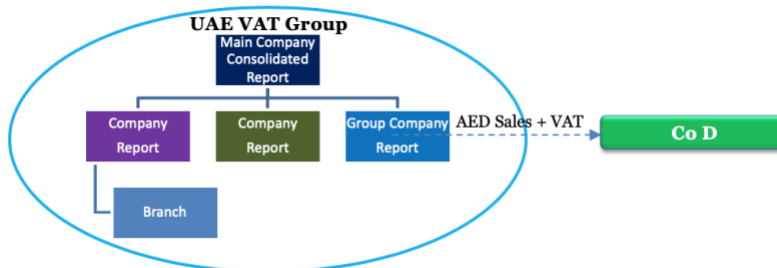 UAE VAT Group
Main Company
Consolidated
Report
Company
Report
Company
Report
Group Company
Report
AED Sales + VAT
Co D
Branch